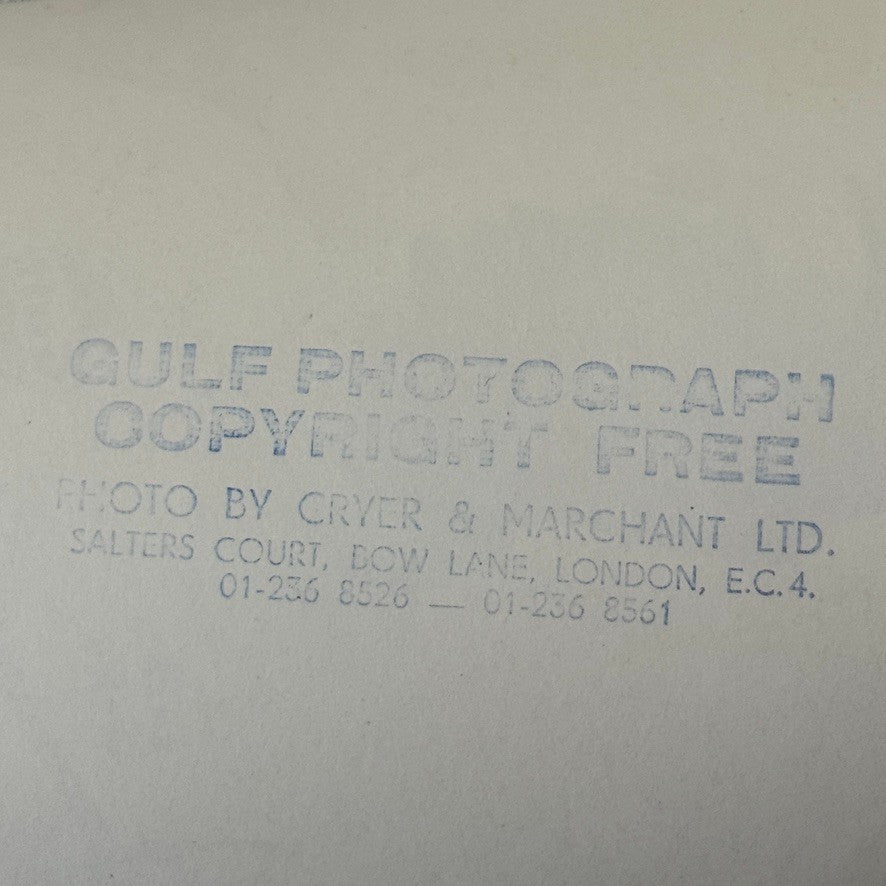 GULF PHOTOGRAPH
COPYRIGHT FREE
PHOTO BY CRYER & MARCHANT LTD.
SALTERS COURT, BOW LANE, LONDON, E.C.4.
01-236 8526 — 01-236 8561